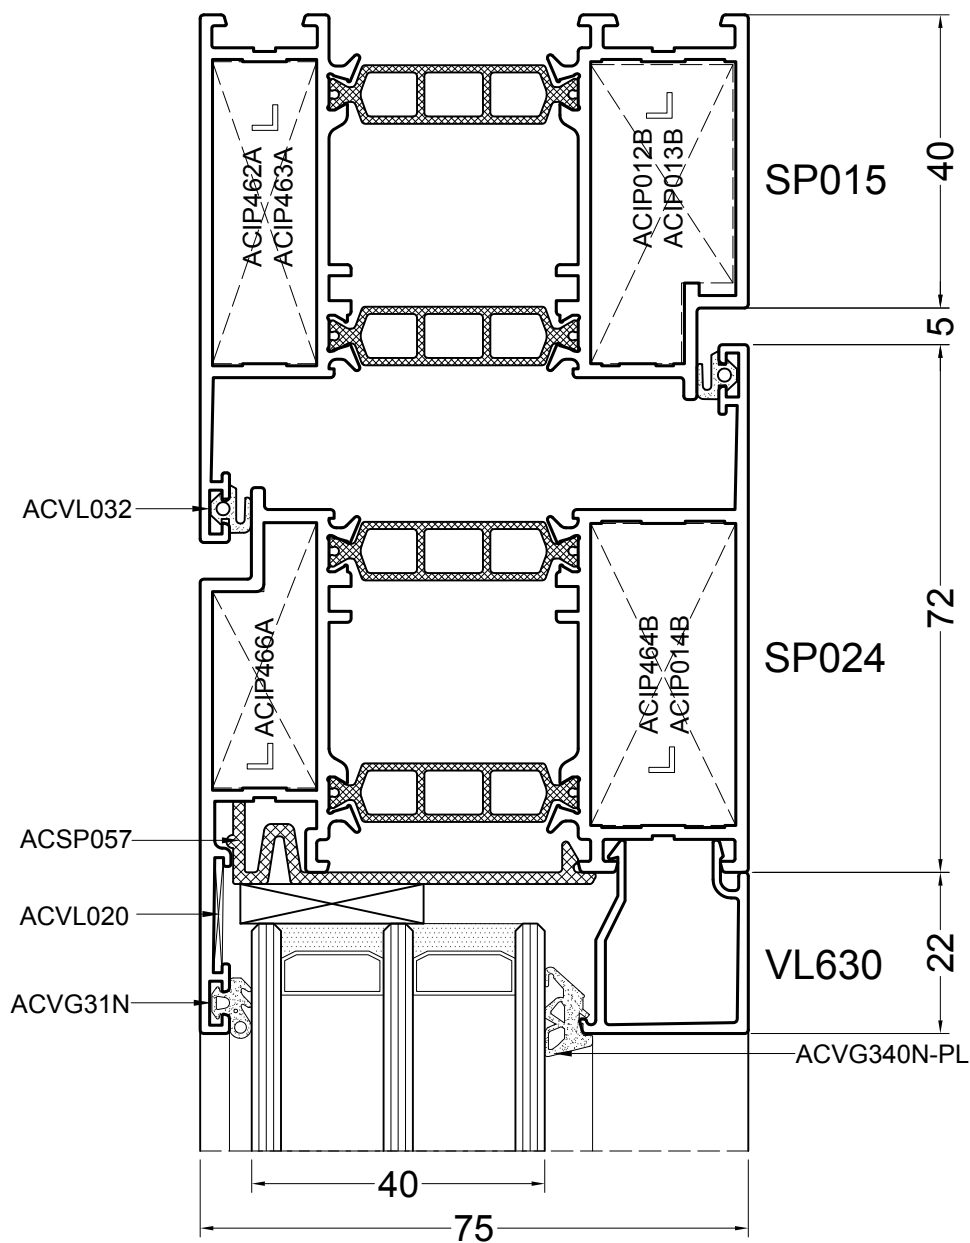 ACIP462A
ACIP463A
ACIP012B
ACIP013B
SP015
40
5
ACVL032
72
ACIP466A
ACIP464B
ACIP014B
SP024
ACSP057
ACVL020
VL630
22
ACVG31N
ACVG340N-PL
40
75